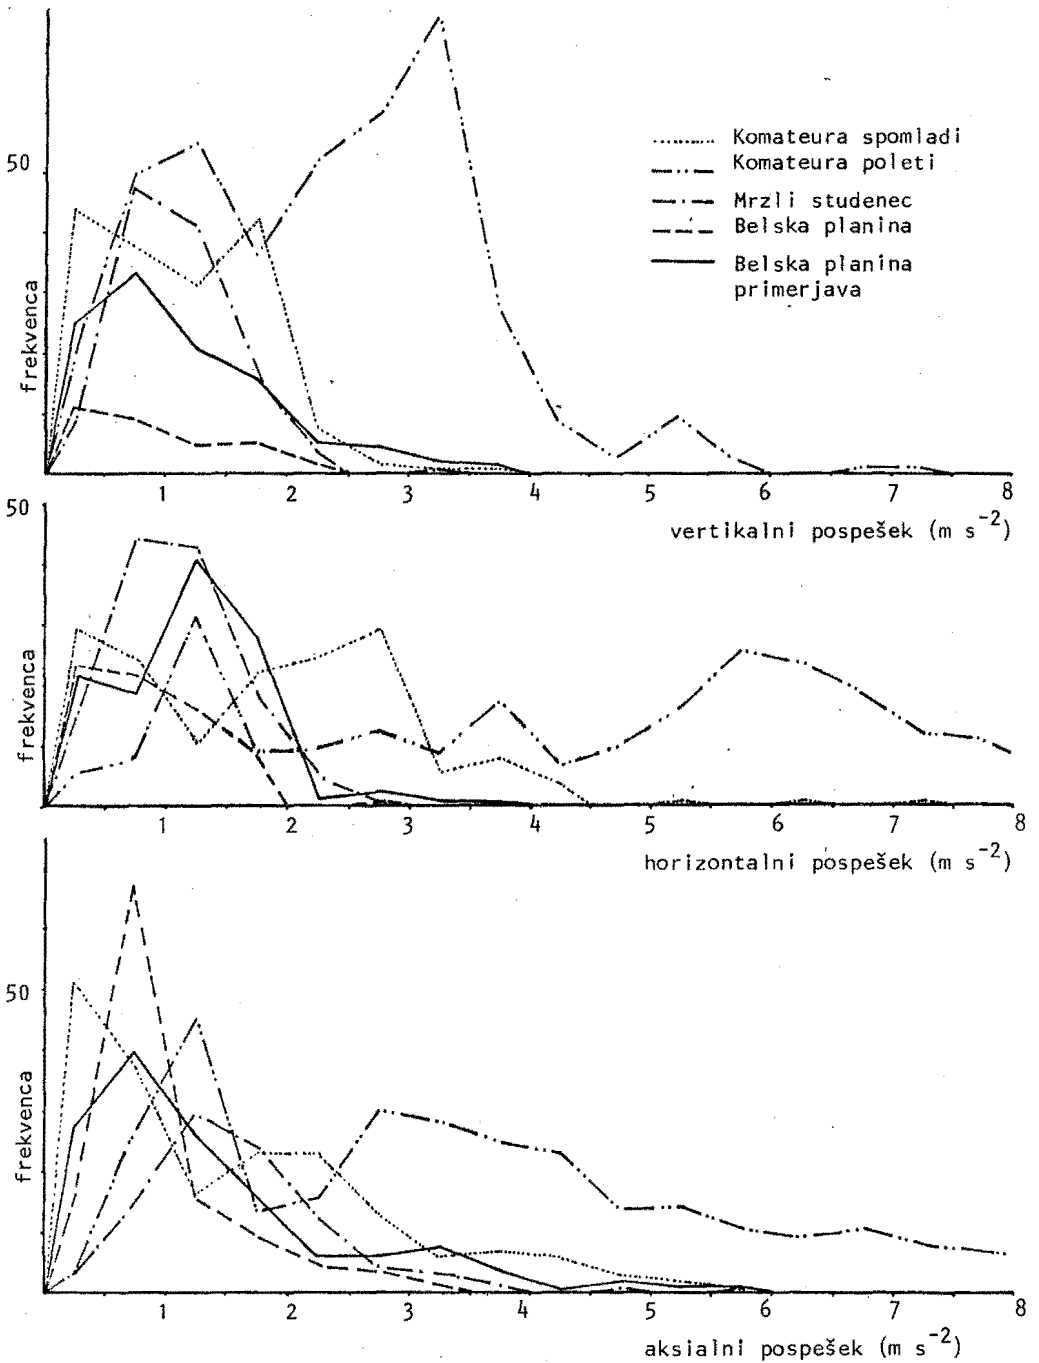 50
frekvenca
Komateura spomladi
Komateura poleti
Mrzli studenec
Belska planina
Belska planina
primerjava
1 2 3 4 5 6 7 8
vertikalni pospešek (m s⁻²)
50
frekvenca
1 2 3 4 5 6 7 8
horizontalni pospešek (m s⁻²)
50
frekvenca
1 2 3 4 5 6 7 8
aksialni pospešek (m s⁻²)